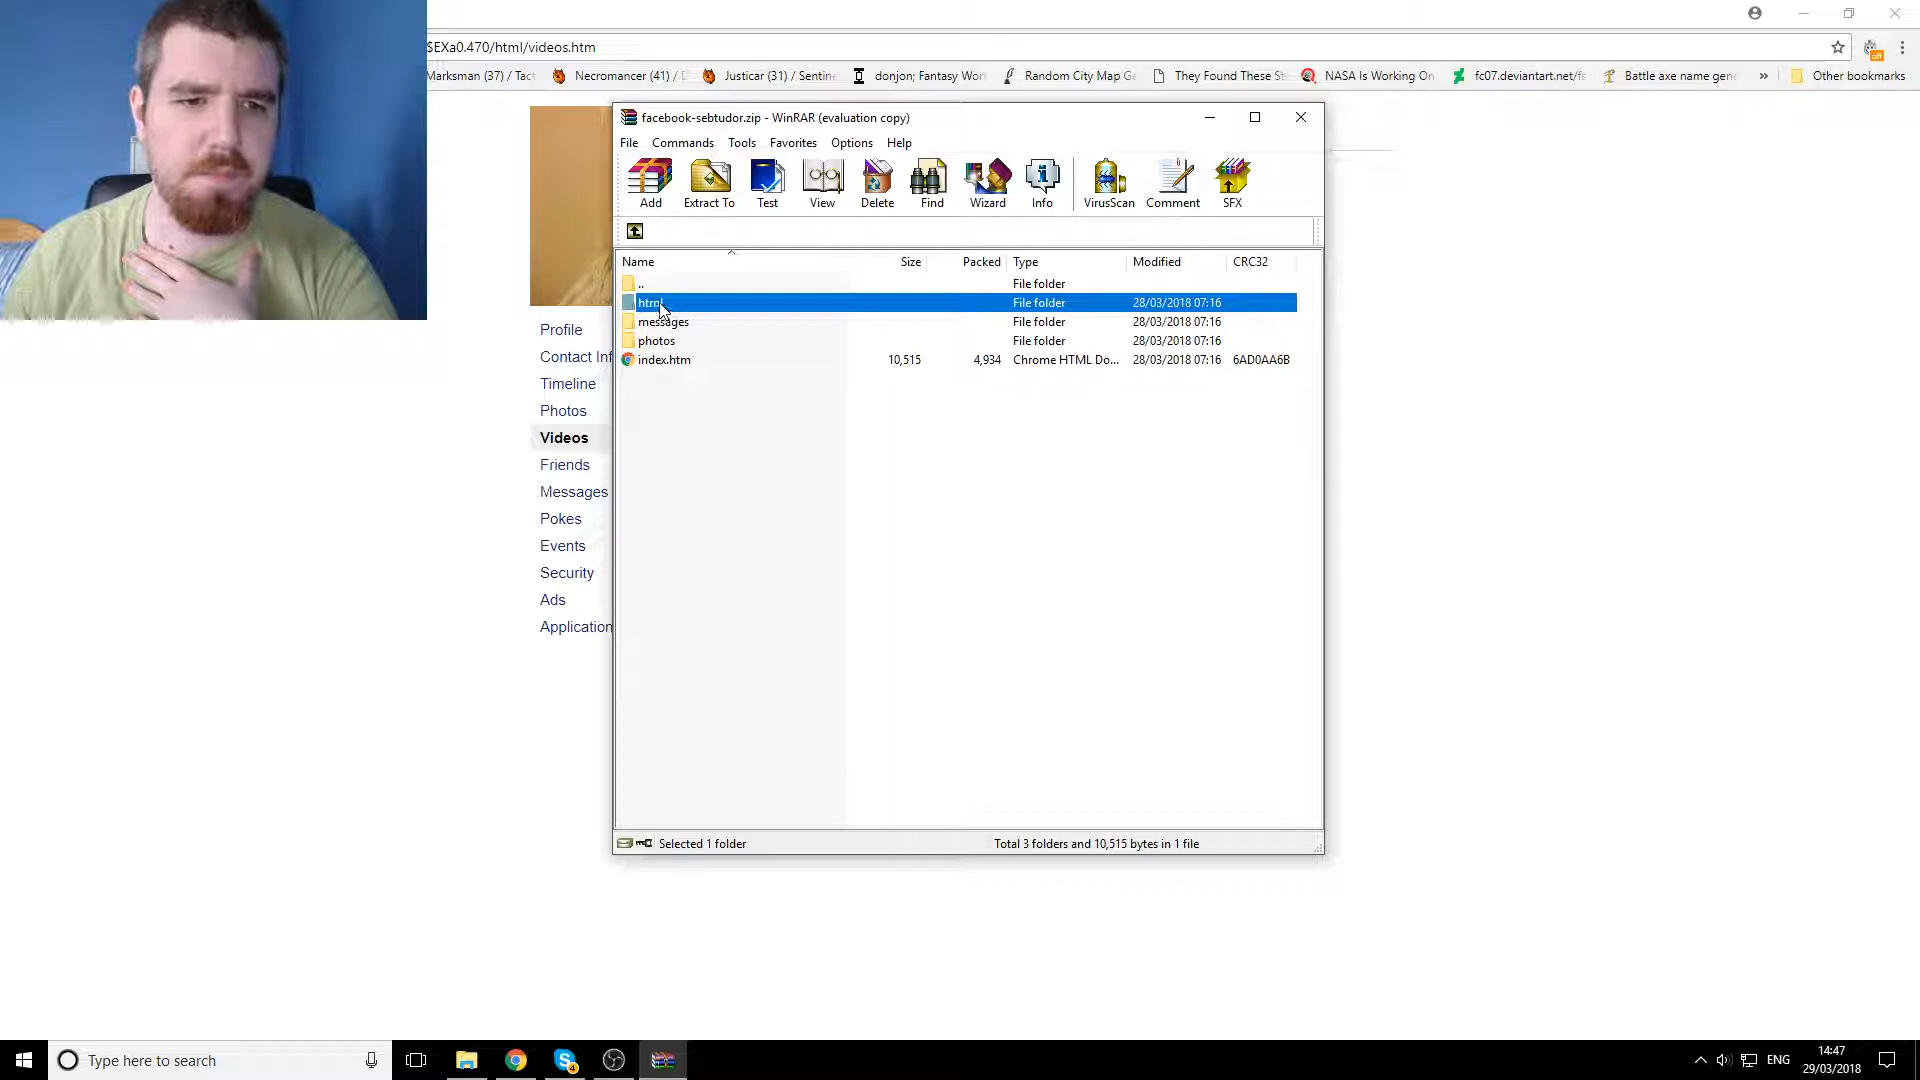 $EXa0.470/html/videos.htm
Marksman (37) / Tact
Necromancer (41) / D
Justicar (31) / Sentine
donjon; Fantasy Wor
Random City Map Ge
They Found These St
NASA Is Working On
fc07.deviantart.net/fs
Battle axe name gene
»
Other bookmarks
facebook-sebtudor.zip - WinRAR (evaluation copy)
File Commands Tools Favorites Options Help
Add Extract To Test View Delete Find Wizard Info VirusScan Comment SFX
Name Size Packed Type Modified CRC32
.. File folder
html File folder 28/03/2018 07:16
messages File folder 28/03/2018 07:16
photos File folder 28/03/2018 07:16
index.htm 10,515 4,934 Chrome HTML Do... 28/03/2018 07:16 6AD0AA6B
Profile
Contact Inf
Timeline
Photos
Videos
Friends
Messages
Pokes
Events
Security
Ads
Application
Selected 1 folder
Total 3 folders and 10,515 bytes in 1 file
Type here to search
4
ENG
14:47
29/03/2018